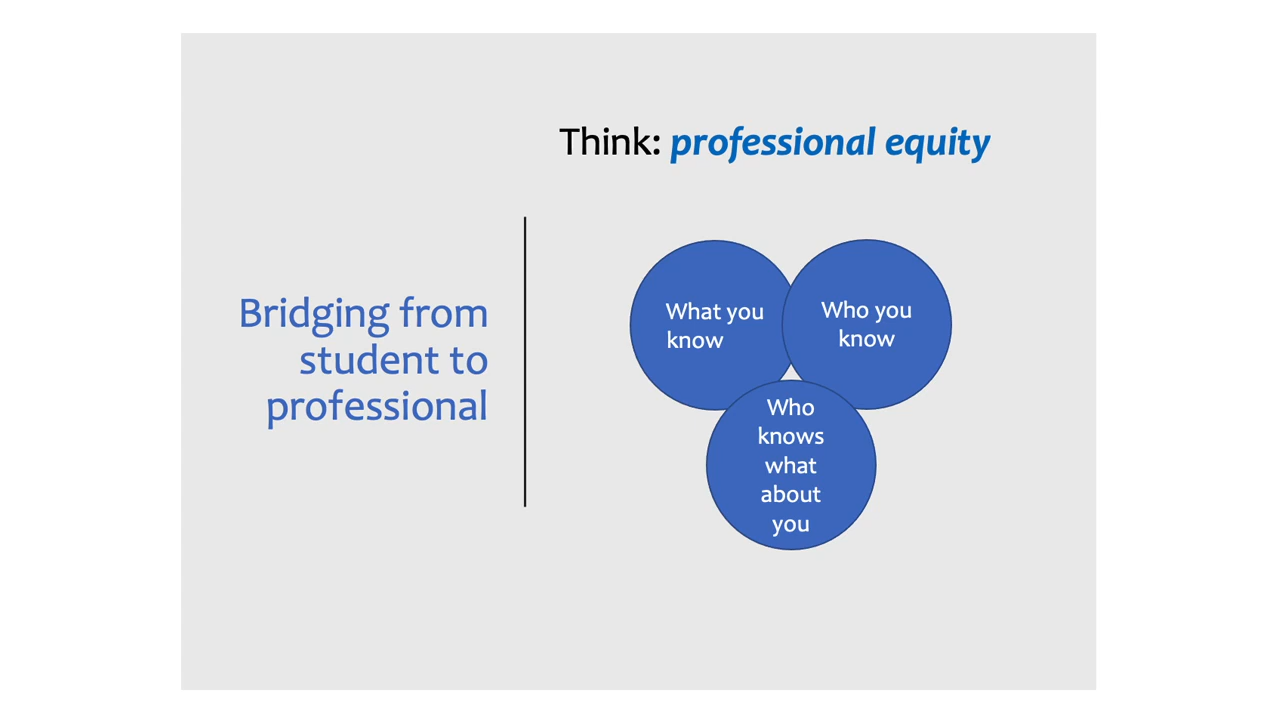 Think: professional equity
Bridging from
student to
professional
What you
know
Who you
know
Who
knows
what
about
you